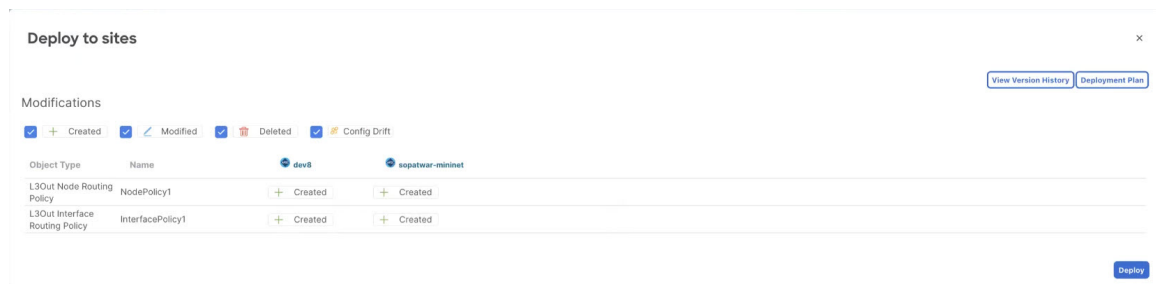 Deploy to sites
View Version History Deployment Plan
Modifications
Created Modified Deleted Config Drift
Object Type Name dev8 sopatwar-mininet
L3Out Node Routing
Policy
NodePolicy1 Created Created
L3Out Interface
Routing Policy
InterfacePolicy1 Created Created
Deploy